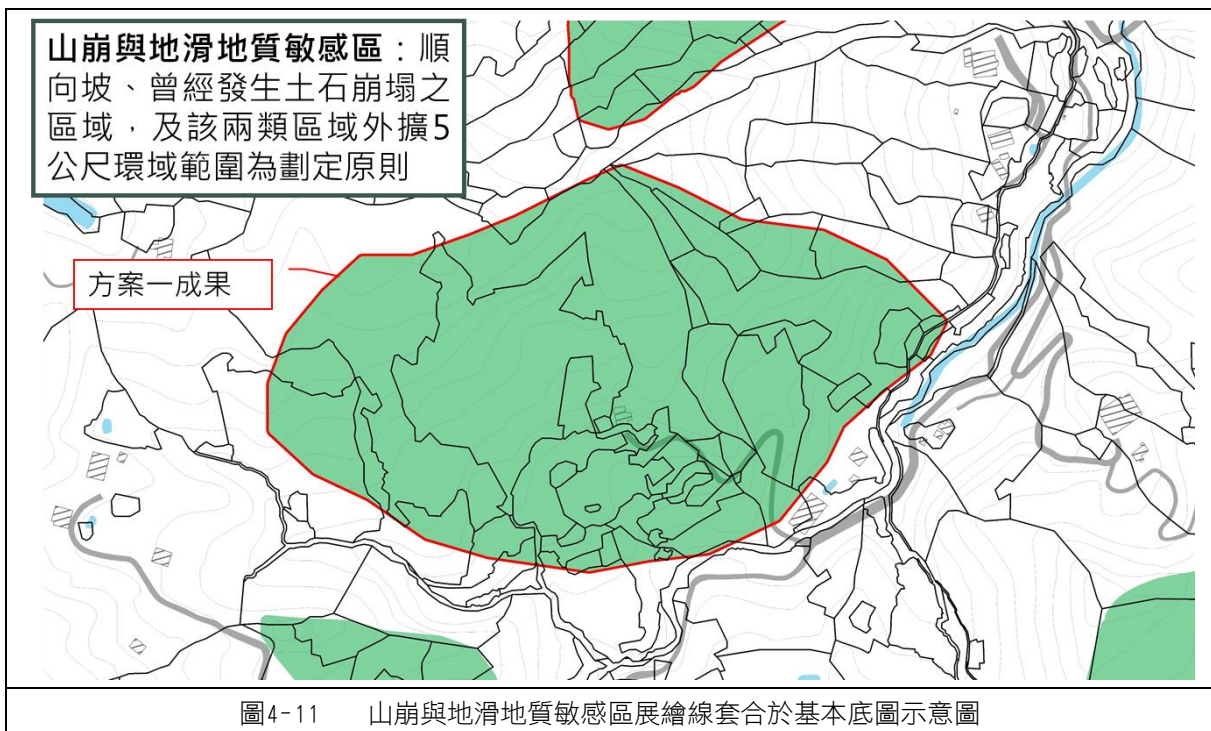 山崩與地滑地質敏感區：順
向坡、曾經發生土石崩塌之
區域，及該兩類區域外擴5
公尺環域範圍為劃定原則
方案一成果
圖4-11 山崩與地滑地質敏感區展繪線套合於基本底圖示意圖